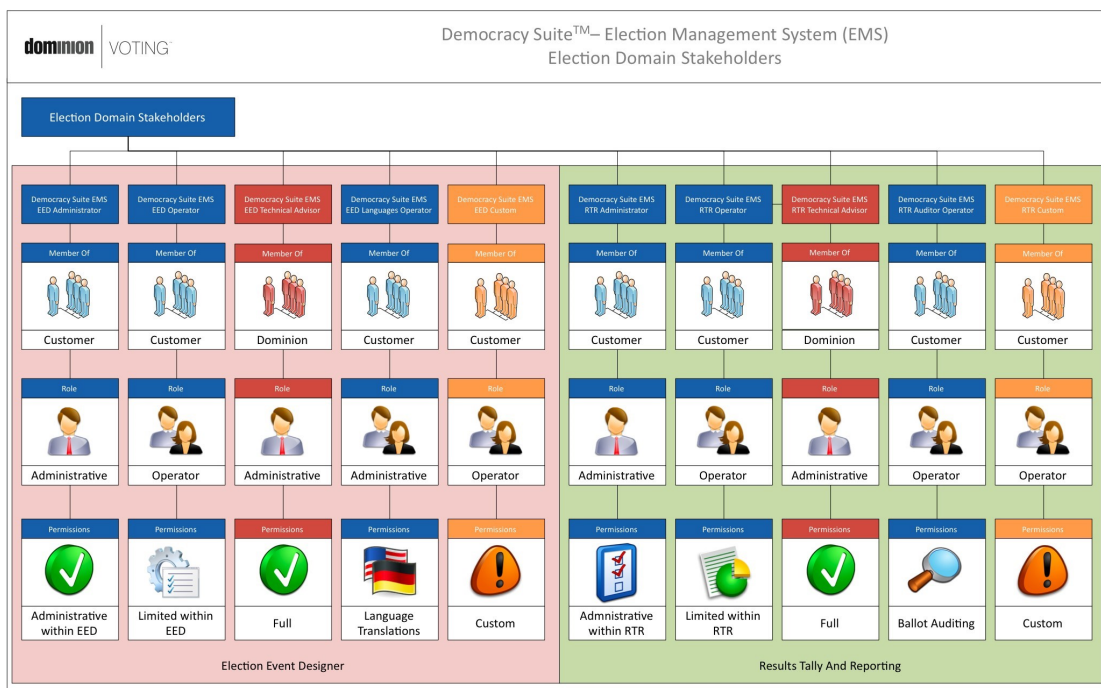 dominion VOTING™
Democracy Suite™– Election Management System (EMS)
Election Domain Stakeholders
Election Domain Stakeholders
Democracy Suite EMS
EED Administrator
Democracy Suite EMS
EED Operator
Democracy Suite EMS
EED Technical Advisor
Democracy Suite EMS
EED Languages Operator
Democracy Suite EMS
EED Custom
Democracy Suite EMS
RTR Administrator
Democracy Suite EMS
RTR Operator
Democracy Suite EMS
RTR Technical Advisor
Democracy Suite EMS
RTR Auditor Operator
Democracy Suite EMS
RTR Custom
Member Of
Member Of
Member Of
Member Of
Member Of
Member Of
Member Of
Member Of
Member Of
Member Of
Customer
Customer
Dominion
Customer
Customer
Customer
Customer
Dominion
Customer
Customer
Role
Role
Role
Role
Role
Role
Role
Role
Role
Role
Administrative
Operator
Administrative
Administrative
Operator
Administrative
Operator
Administrative
Operator
Operator
Permissions
Permissions
Permissions
Permissions
Permissions
Permissions
Permissions
Permissions
Permissions
Permissions
Administrative
within EED
Limited within
EED
Full
Language
Translations
Custom
Admnistrative
within RTR
Limited within
RTR
Full
Ballot Auditing
Custom
Election Event Designer
Results Tally And Reporting